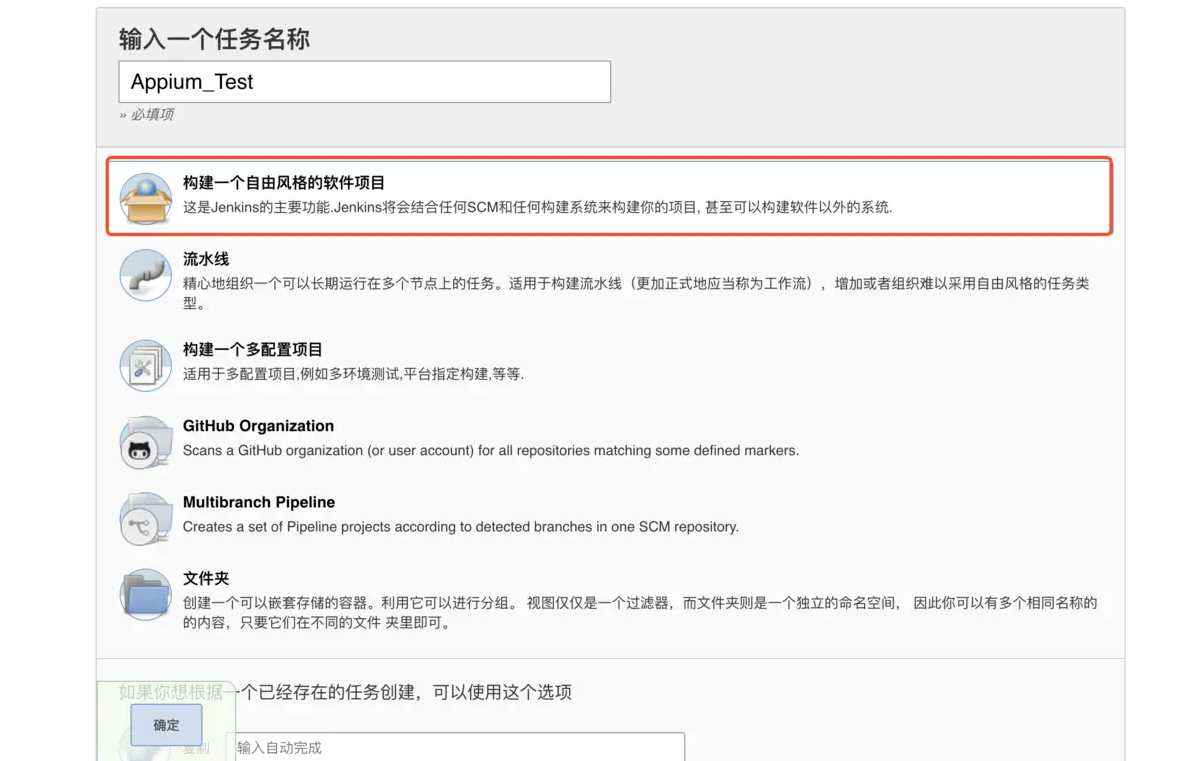 输入一个任务名称
Appium_Test
» 必填项
构建一个自由风格的软件项目
这是Jenkins的主要功能.Jenkins将会结合任何SCM和任何构建系统来构建你的项目, 甚至可以构建软件以外的系统.
流水线
精心地组织一个可以长期运行在多个节点上的任务。适用于构建流水线（更加正式地应当称为工作流），增加或者组织难以采用自由风格的任务类
型。
构建一个多配置项目
适用于多配置项目,例如多环境测试,平台指定构建,等等.
GitHub Organization
Scans a GitHub organization (or user account) for all repositories matching some defined markers.
Multibranch Pipeline
Creates a set of Pipeline projects according to detected branches in one SCM repository.
文件夹
创建一个可以嵌套存储的容器。利用它可以进行分组。 视图仅仅是一个过滤器，而文件夹则是一个独立的命名空间， 因此你可以有多个相同名称的
的内容，只要它们在不同的文件 夹里即可。
如果你想根据一个已经存在的任务创建，可以使用这个选项
确定
复制
输入自动完成